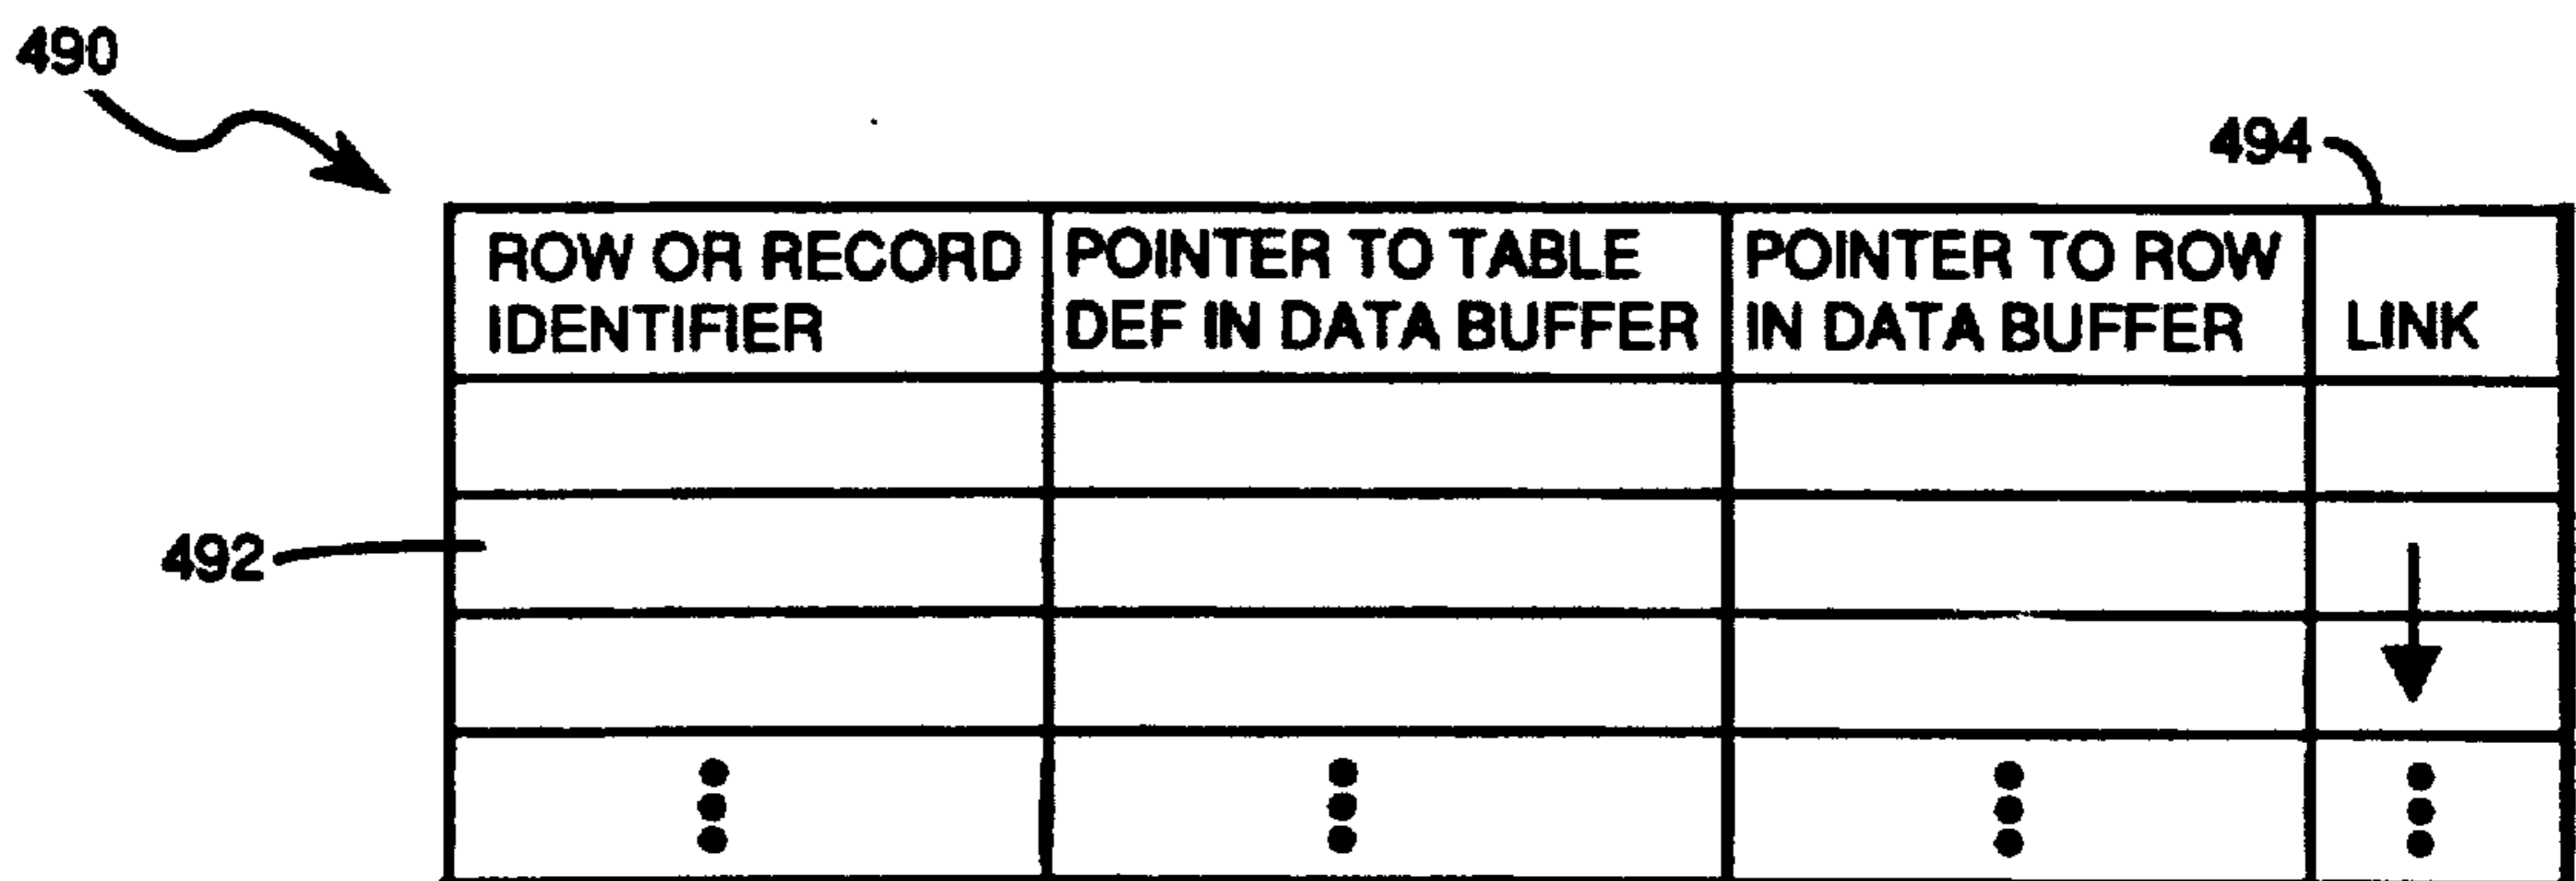 490
494
ROW OR RECORD
IDENTIFIER
POINTER TO TABLE
DEF IN DATA BUFFER
POINTER TO ROW
IN DATA BUFFER
LINK
492